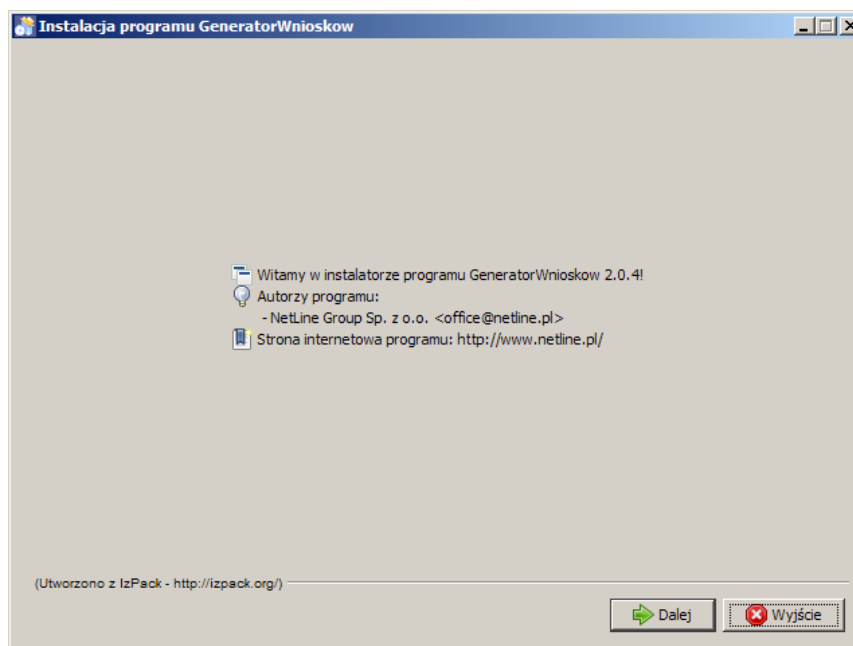 Instalacja programu GeneratorWnioskow
Witamy w instalatorze programu GeneratorWnioskow 2.0.4!
Autorzy programu:
- NetLine Group Sp. z o.o. <office@netline.pl>
Strona internetowa programu: http://www.netline.pl/
(Utworzono z IzPack - http://izpack.org/)
Dalej
Wyjście